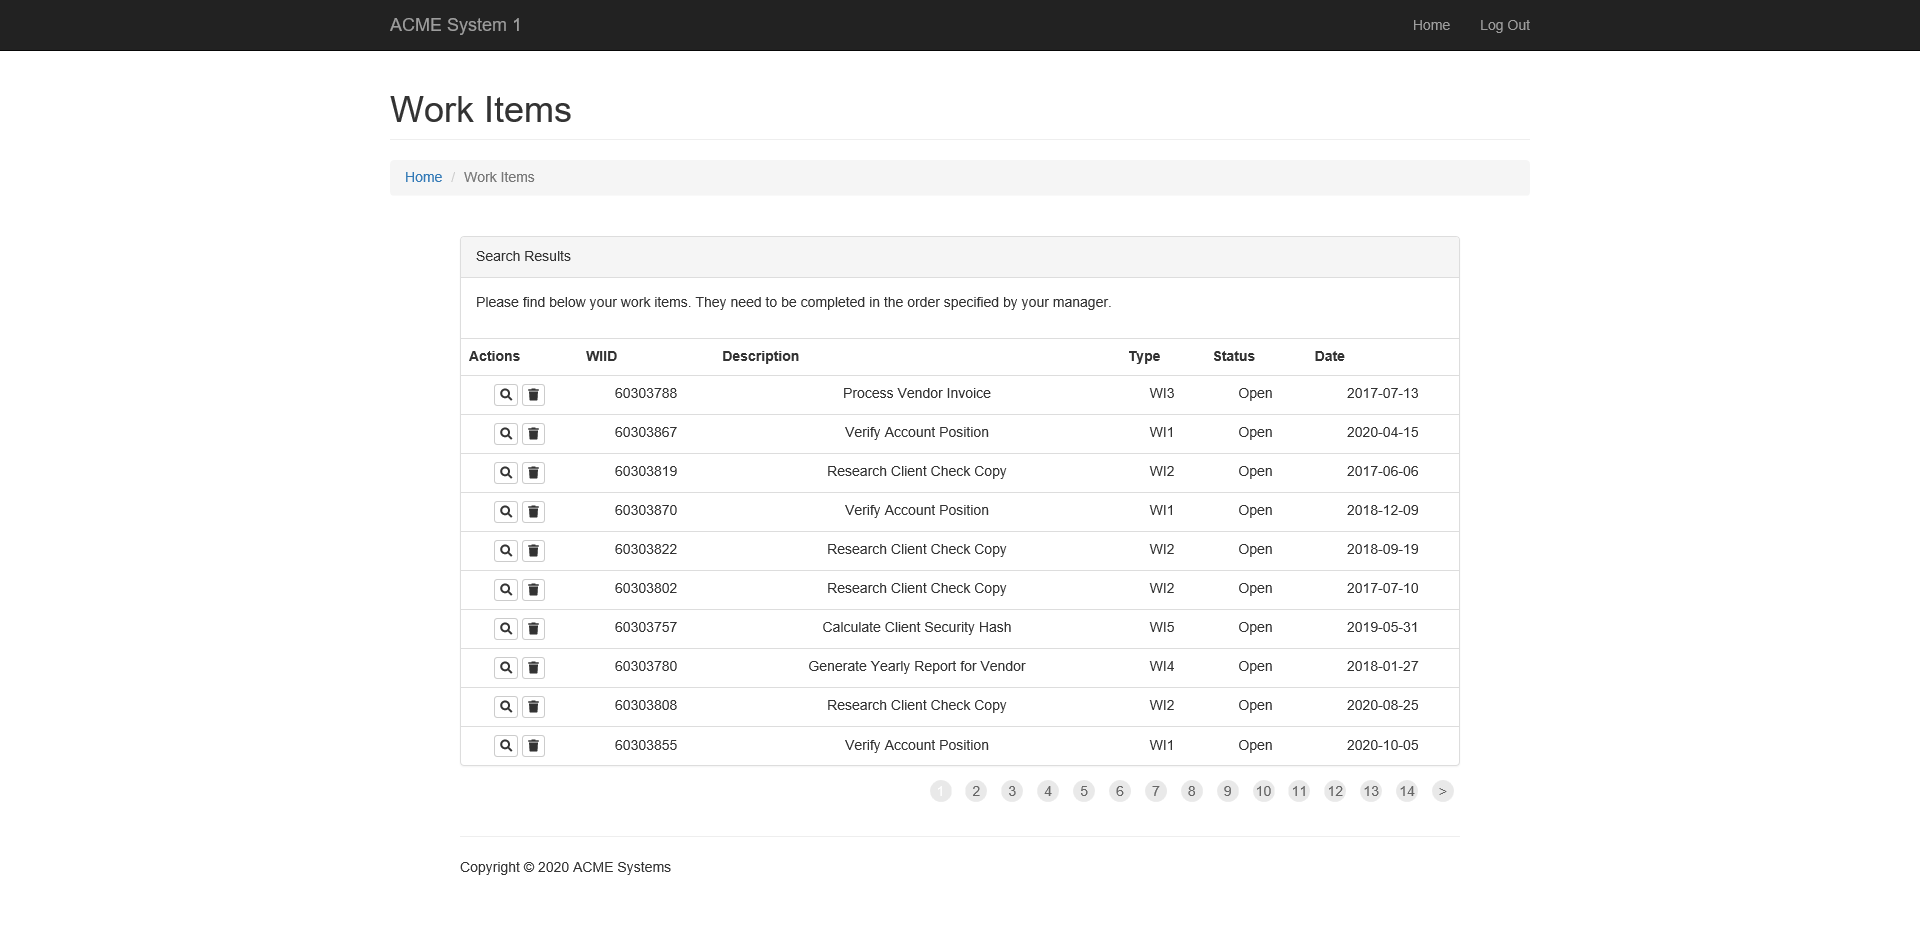 ACME System 1 Home Log Out
Work Items
Home / Work Items
Search Results
Please find below your work items. They need to be completed in the order specified by your manager.
Actions WIID Description Type Status Date
60303788 Process Vendor Invoice WI3 Open 2017-07-13
60303867 Verify Account Position WI1 Open 2020-04-15
60303819 Research Client Check Copy WI2 Open 2017-06-06
60303870 Verify Account Position WI1 Open 2018-12-09
60303822 Research Client Check Copy WI2 Open 2018-09-19
60303802 Research Client Check Copy WI2 Open 2017-07-10
60303757 Calculate Client Security Hash WI5 Open 2019-05-31
60303780 Generate Yearly Report for Vendor WI4 Open 2018-01-27
60303808 Research Client Check Copy WI2 Open 2020-08-25
60303855 Verify Account Position WI1 Open 2020-10-05
1 2 3 4 5 6 7 8 9 10 11 12 13 14 >
Copyright © 2020 ACME Systems